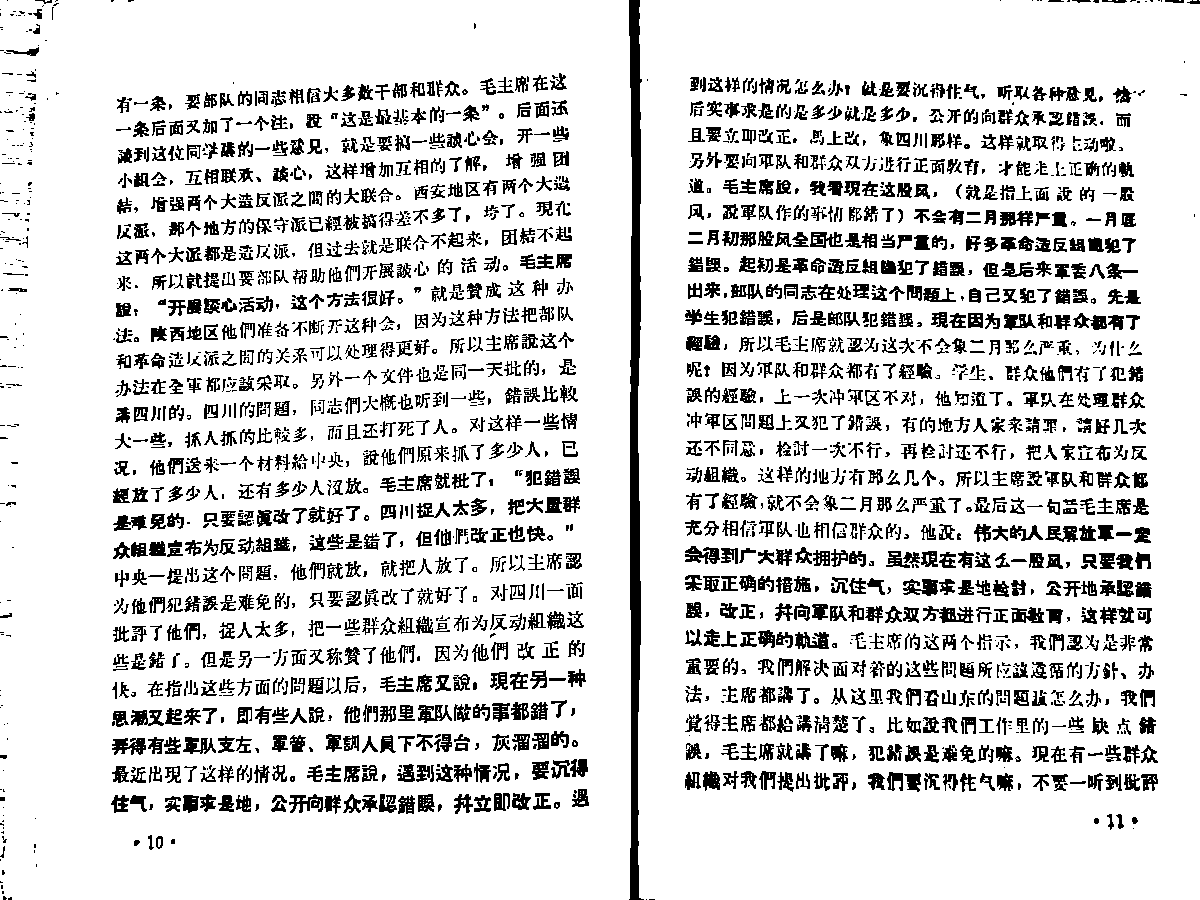 有一条，要部队的同志相信大多数干部和群众。毛主席在这
一条后面又加了一个注，說“这是最基本的一条”。后面还
談到这位同学講的一些意見，就是要搞一些談心会，开一些
小組会，互相联欢、談心，这样增加互相的了解，增强团
結，增强两个大造反派之間的大联合。西安地区有两个大造
反派，那个地方的保守派已經被搞得差不多了，垮了。現在
这两个大派都是造反派，但过去就是联合不起来，团結不起
来，所以就提出要部队帮助他們开展談心的活动。毛主席
說：“开展談心活动，这个方法很好。”就是贊成这种办
法。陕西地区他們准备不断开这种会，因为这种方法把部队
和革命造反派之間的关系可以处理得更好。所以主席說这个
办法在全軍都应該采取。另外一个文件也是同一天批的，是
講四川的。四川的問題，同志們大概也听到一些，錯誤比較
大一些，抓人抓的比較多，而且还打死了人。对这样一些情
况，他們送来一个材料給中央，說他們原来抓了多少人，已
經放了多少人，还有多少人沒放。毛主席就批了：“犯錯誤
是难免的，只要認眞改了就好了。四川捉人太多，把大量群
众組織宣布为反动組織，这些是錯了，但他們改正也快。”
中央一提出这个問題，他們就放，就把人放了。所以主席認
为他們犯錯誤是难免的，只要認眞改了就好了。对四川一面
批評了他們，捉人太多，把一些群众組織宣布为反动組織这
些是錯了。但是另一方面又称贊了他們，因为他們改正的
快。在指出这些方面的問題以后，毛主席又說：現在另一种
思潮又起来了，即有些人說，他們那里軍队做的事都錯了，
弄得有些軍队支左、軍管、軍訓人員下不得台，灰溜溜的。
最近出現了这样的情况。毛主席說，遇到这种情况，要沉得
住气，实事求是地，公开向群众承認錯誤，幷立即改正。遇
·10·
到这样的情况怎么办？就是要沉得住气，听取各种意見，然
后实事求是的是多少就是多少，公开的向群众承認錯誤，而
且要立即改正，馬上改，象四川那样。这样就取得主动啦。
另外要向軍队和群众双方进行正面教育，才能走上正确的軌
道。毛主席說，我看現在这股风，（就是指上面說的一股
风，說軍队作的事情都錯了）不会有二月那样严重。一月底
二月初那股风全国也是相当严重的，好多革命造反組織犯了
錯誤。起初是革命造反組織犯了錯誤，但是后来軍委八条一
出来，部队的同志在处理这个問題上，自己又犯了錯誤。先是
学生犯錯誤，后是部队犯錯誤。現在因为軍队和群众都有了
經驗，所以毛主席就認为这次不会象二月那么严重，为什么
呢？因为軍队和群众都有了經驗。学生、群众他們有了犯錯
誤的經驗，上一次冲軍区不对，他知道了。軍队在处理群众
冲軍区問題上又犯了錯誤，有的地方人家来請罪，請好几次
还不同意，检討一次不行，再检討还不行，把人家宣布为反
动組織。这样的地方有那么几个。所以主席說軍队和群众都
有了經驗，就不会象二月那么严重了。最后这一句話毛主席是
充分相信軍队也相信群众的。他說：伟大的人民解放軍一定
会得到广大群众拥护的。虽然現在有这么一股风，只要我們
采取正确的措施，沉住气，实事求是地检討，公开地承認錯
誤，改正，幷向軍队和群众双方都进行正面教育，这样就可
以走上正确的軌道。毛主席的这两个指示，我們認为是非常
重要的。我們解决面对着的这些問題所应該遵循的方針、办
法，主席都講了。从这里我們看山东的問題該怎么办，我們
覚得主席都給講清楚了。比如說我們工作里的一些缺点錯
誤，毛主席就講了嘛，犯錯誤是难免的嘛。現在有一些群众
組織对我們提出批評，我們要沉得住气嘛，不要一听到批評
·11·